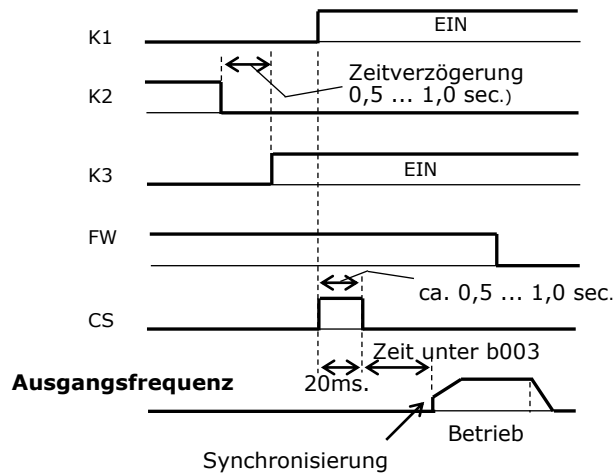 K1
EIN
K2
Zeitverzögerung
0,5 ... 1,0 sec.)
K3
EIN
FW
ca. 0,5 ... 1,0 sec.
CS
Zeit unter b003
20ms.
Ausgangsfrequenz
Betrieb
Synchronisierung